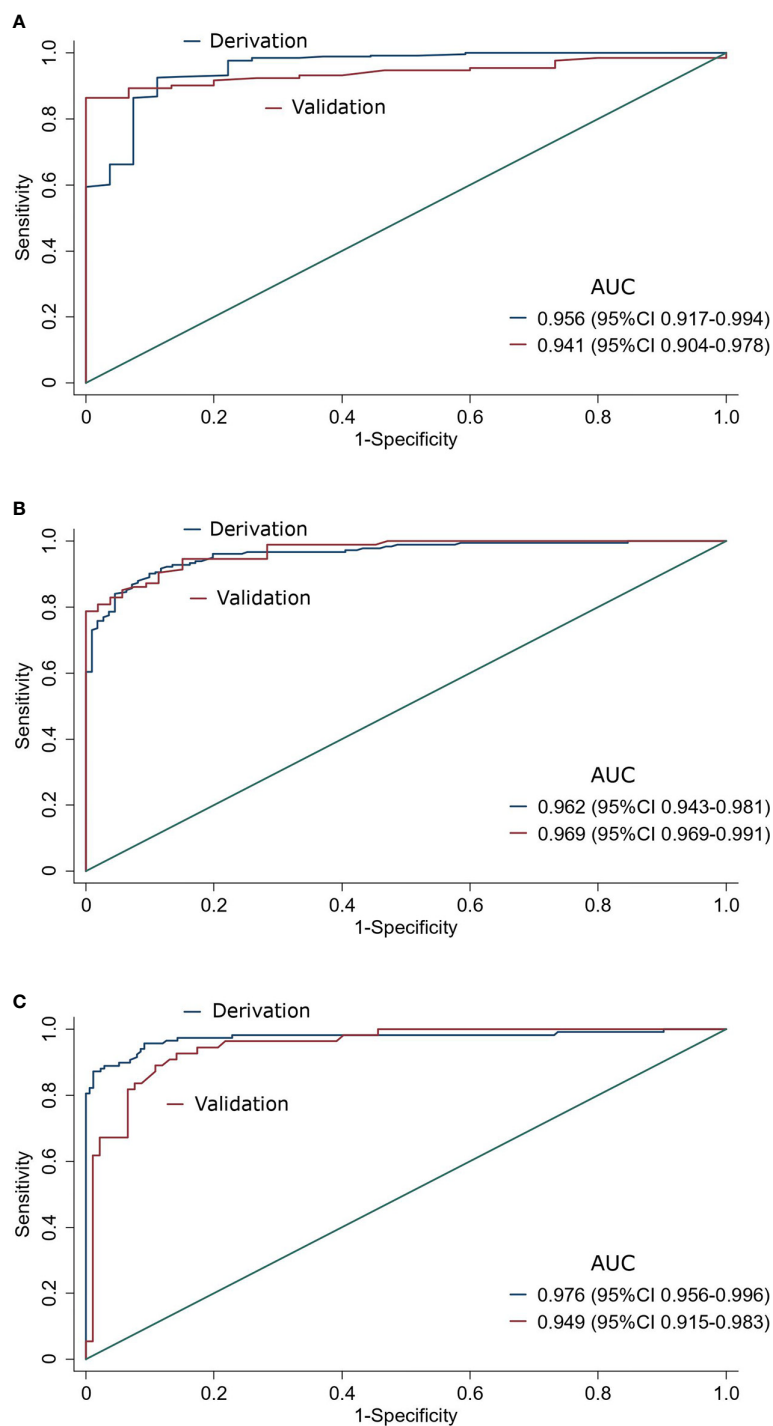 A
Derivation
Validation
Sensitivity
1.0
0.8
0.6
0.4
0.2
0
AUC
0.956 (95%CI 0.917-0.994)
0.941 (95%CI 0.904-0.978)
0 0.2 0.4 0.6 0.8 1.0
1-Specificity
B
Derivation
Validation
Sensitivity
1.0
0.8
0.6
0.4
0.2
0
AUC
0.962 (95%CI 0.943-0.981)
0.969 (95%CI 0.969-0.991)
0 0.2 0.4 0.6 0.8 1.0
1-Specificity
C
Derivation
Validation
Sensitivity
1.0
0.8
0.6
0.4
0.2
0
AUC
0.976 (95%CI 0.956-0.996)
0.949 (95%CI 0.915-0.983)
0 0.2 0.4 0.6 0.8 1.0
1-Specificity